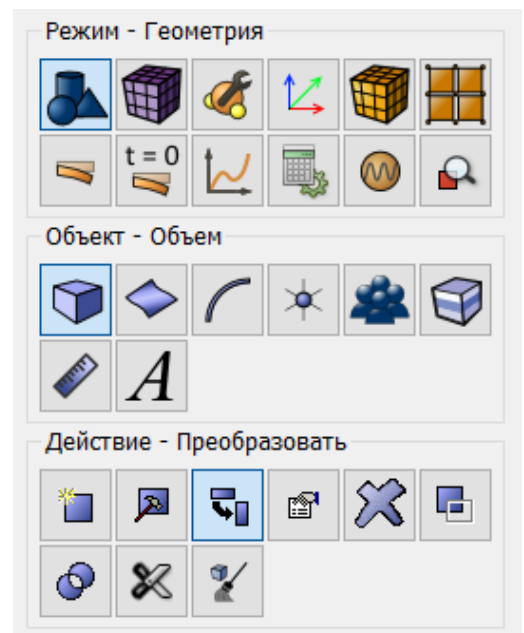 Режим - Геометрия
t = 0
Объект - Объем
A
Действие - Преобразовать